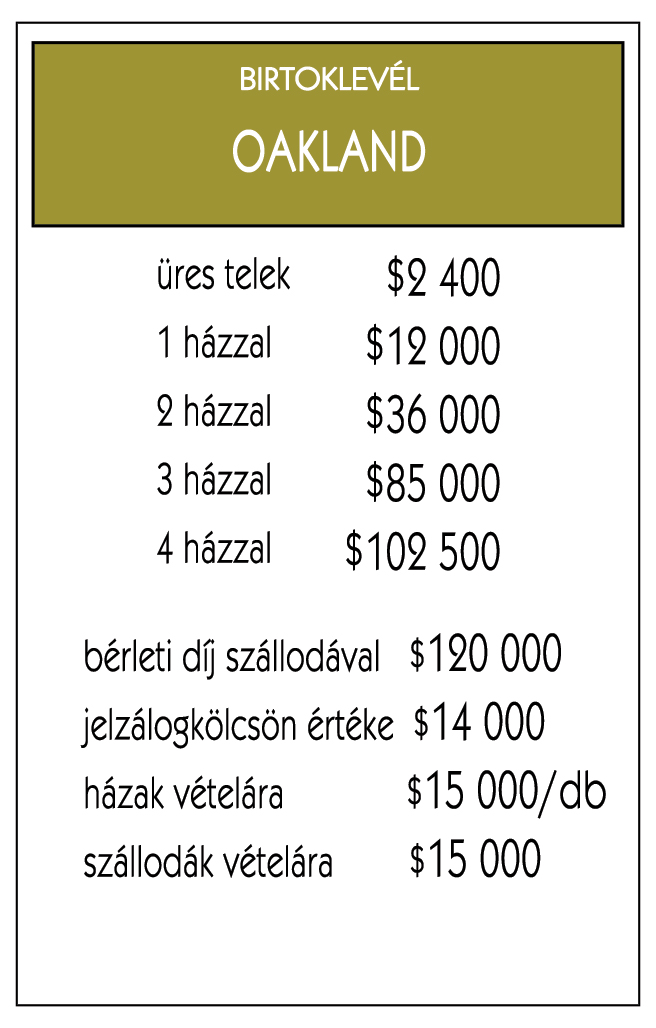 BIRTOKLEVÉL
OAKLAND
üres telek $2 400
1 házzal $12 000
2 házzal $36 000
3 házzal $85 000
4 házzal $102 500
bérleti díj szállodával $120 000
jelzálogkölcsön értéke $14 000
házak vételára $15 000/db
szállodák vételára $15 000